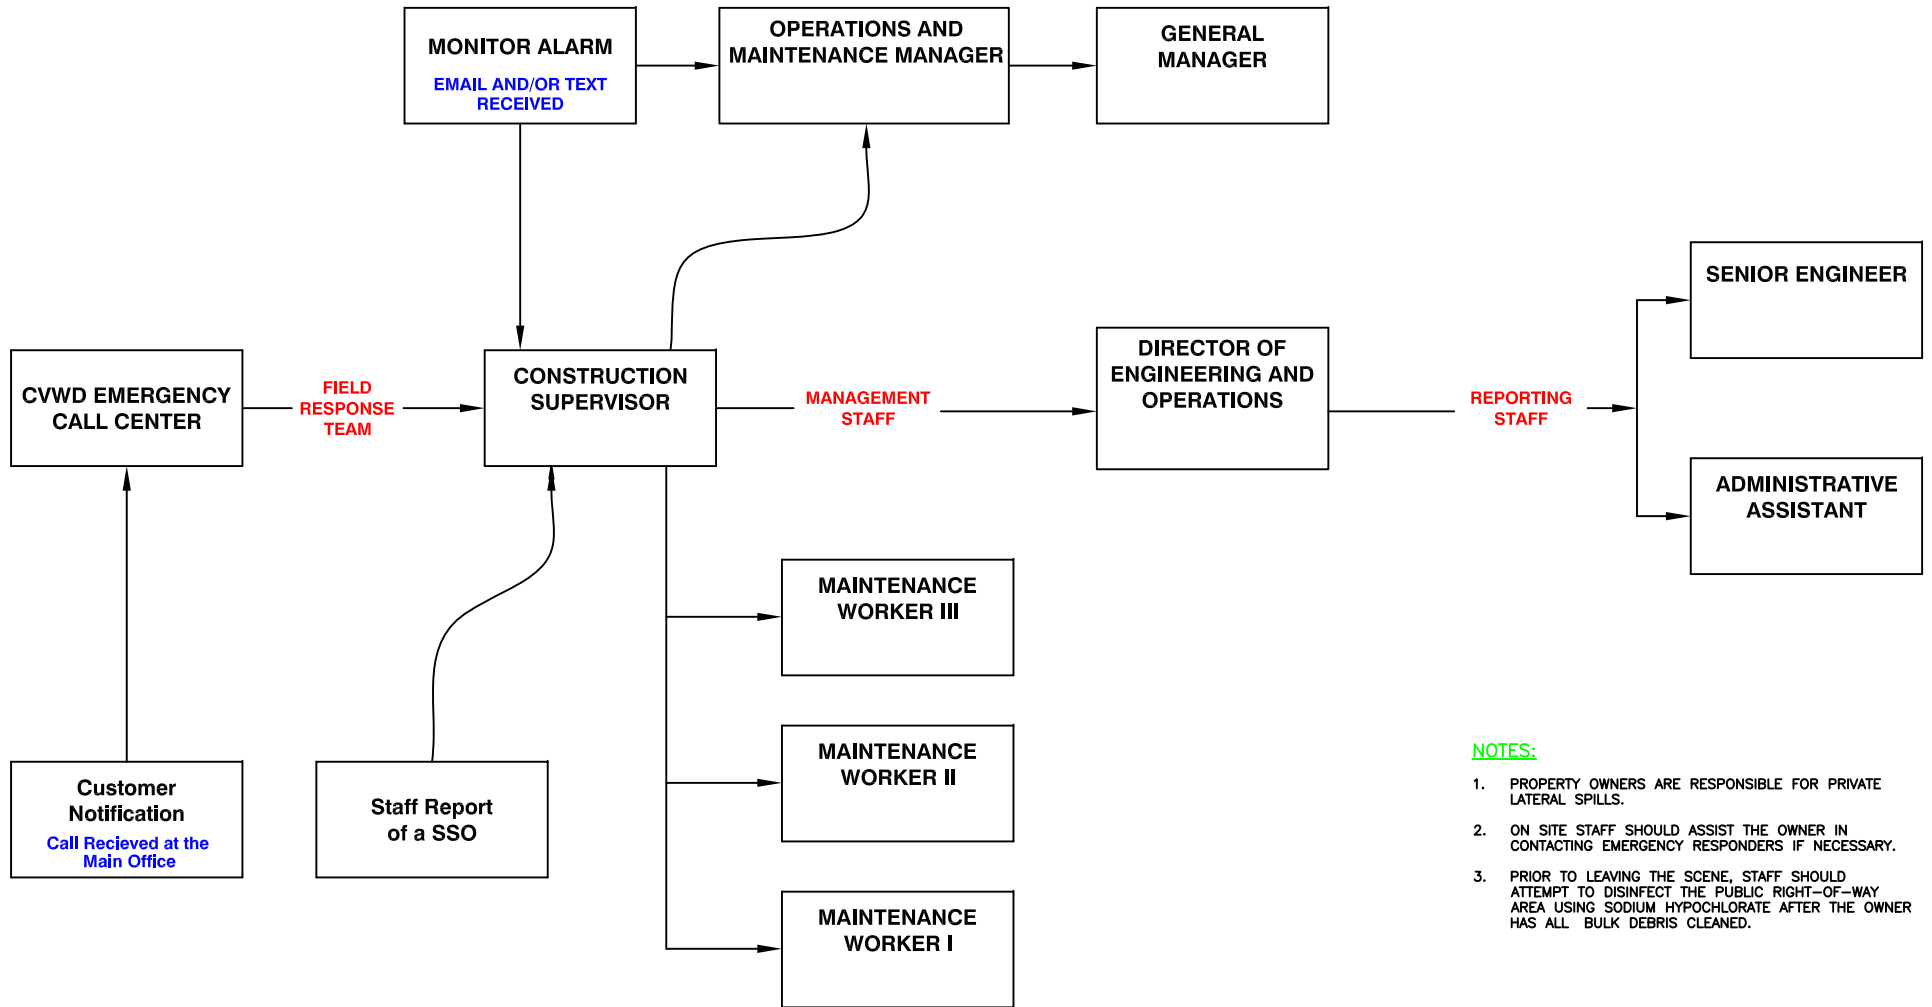 MONITOR ALARM
EMAIL AND/OR TEXT
RECEIVED
OPERATIONS AND
MAINTENANCE MANAGER
GENERAL
MANAGER
SENIOR ENGINEER
CVWD EMERGENCY
CALL CENTER
FIELD
RESPONSE
TEAM
CONSTRUCTION
SUPERVISOR
MANAGEMENT
STAFF
DIRECTOR OF
ENGINEERING AND
OPERATIONS
REPORTING
STAFF
ADMINISTRATIVE
ASSISTANT
MAINTENANCE
WORKER III
MAINTENANCE
WORKER II
MAINTENANCE
WORKER I
Customer
Notification
Call Recieved at the
Main Office
Staff Report
of a SSO
NOTES:
1. PROPERTY OWNERS ARE RESPONSIBLE FOR PRIVATE
LATERAL SPILLS.
2. ON SITE STAFF SHOULD ASSIST THE OWNER IN
CONTACTING EMERGENCY RESPONDERS IF NECESSARY.
3. PRIOR TO LEAVING THE SCENE, STAFF SHOULD
ATTEMPT TO DISINFECT THE PUBLIC RIGHT-OF-WAY
AREA USING SODIUM HYPOCHLORATE AFTER THE OWNER
HAS ALL BULK DEBRIS CLEANED.